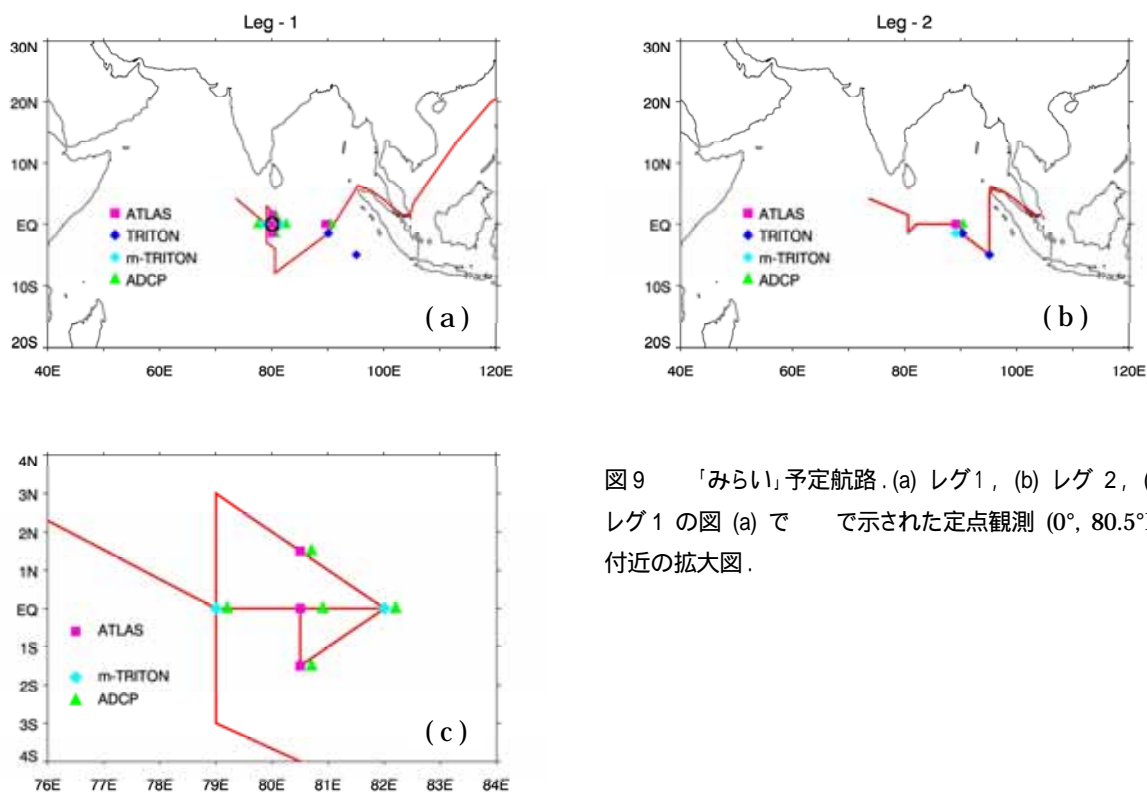 Leg - 1
30N
20N
10N
EQ
10S
20S
40E 60E 80E 100E 120E
ATLAS
TRITON
m-TRITON
ADCP
(a)
Leg - 2
30N
20N
10N
EQ
10S
20S
40E 60E 80E 100E 120E
ATLAS
TRITON
m-TRITON
ADCP
(b)
4N
3N
2N
1N
EQ
1S
2S
3S
4S
76E 77E 78E 79E 80E 81E 82E 83E 84E
ATLAS
m-TRITON
ADCP
(c)
図9 「みらい」予定航路. (a) レグ1, (b) レグ 2, (
レグ1 の図 (a) で で示された定点観測 (0°, 80.5°
付近の拡大図.